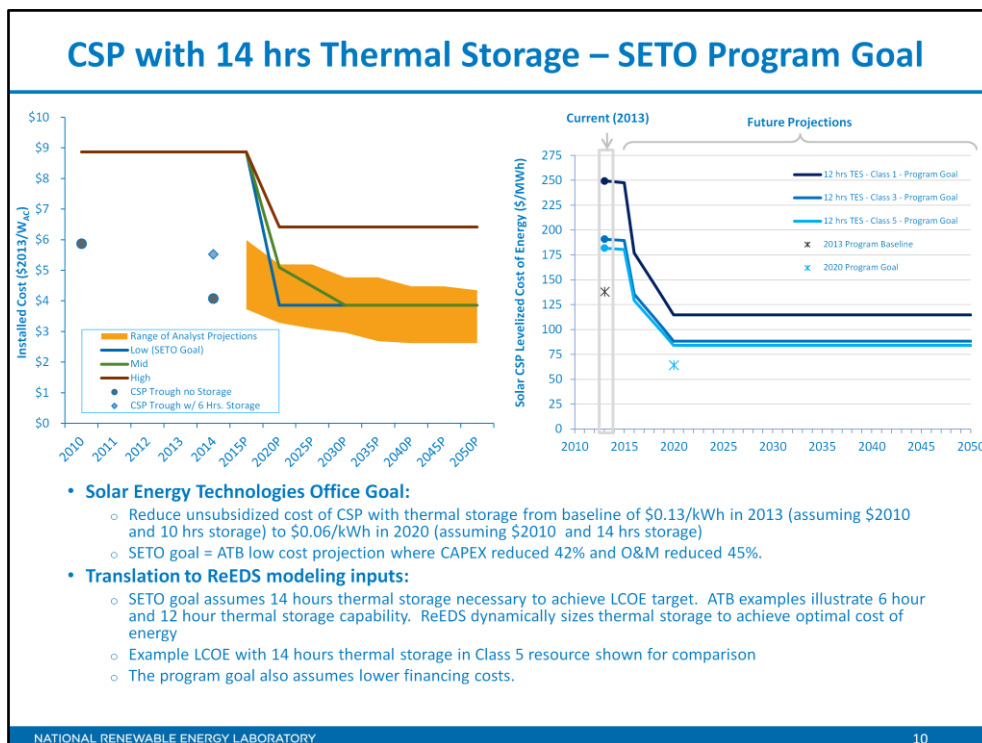 CSP with 14 hrs Thermal Storage – SETO Program Goal
Installed Cost ($2013/WAC)
$10
$9
$8
$7
$6
$5
$4
$3
$2
$1
$0
Range of Analyst Projections
Low (SETO Goal)
Mid
High
CSP Trough no Storage
CSP Trough w/ 6 Hrs. Storage
2010
2011
2012
2013
2014
2015P
2020P
2025P
2030P
2035P
2040P
2045P
2050P
Current (2013)
Future Projections
Solar CSP Levelized Cost of Energy ($/MWh)
275
250
225
200
175
150
125
100
75
50
25
0
12 hrs TES - Class 1 - Program Goal
12 hrs TES - Class 3 - Program Goal
12 hrs TES - Class 5 - Program Goal
2013 Program Baseline
2020 Program Goal
2010 2015 2020 2025 2030 2035 2040 2045 2050
• Solar Energy Technologies Office Goal:
o Reduce unsubsidized cost of CSP with thermal storage from baseline of $0.13/kWh in 2013 (assuming $2010
and 10 hrs storage) to $0.06/kWh in 2020 (assuming $2010 and 14 hrs storage)
o SETO goal = ATB low cost projection where CAPEX reduced 42% and O&M reduced 45%.
• Translation to ReEDS modeling inputs:
o SETO goal assumes 14 hours thermal storage necessary to achieve LCOE target. ATB examples illustrate 6 hour
and 12 hour thermal storage capability. ReEDS dynamically sizes thermal storage to achieve optimal cost of
energy
o Example LCOE with 14 hours thermal storage in Class 5 resource shown for comparison
o The program goal also assumes lower financing costs.
NATIONAL RENEWABLE ENERGY LABORATORY
10